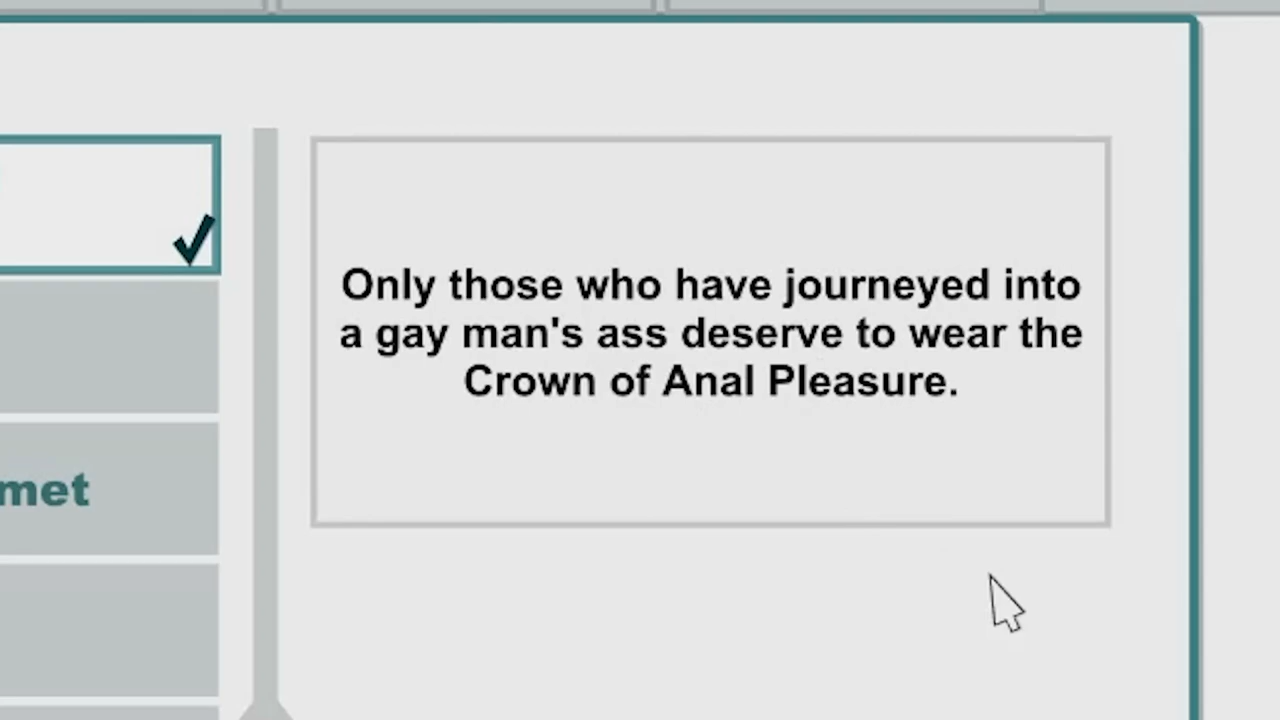 Only those who have journeyed into
a gay man's ass deserve to wear the
Crown of Anal Pleasure.
met